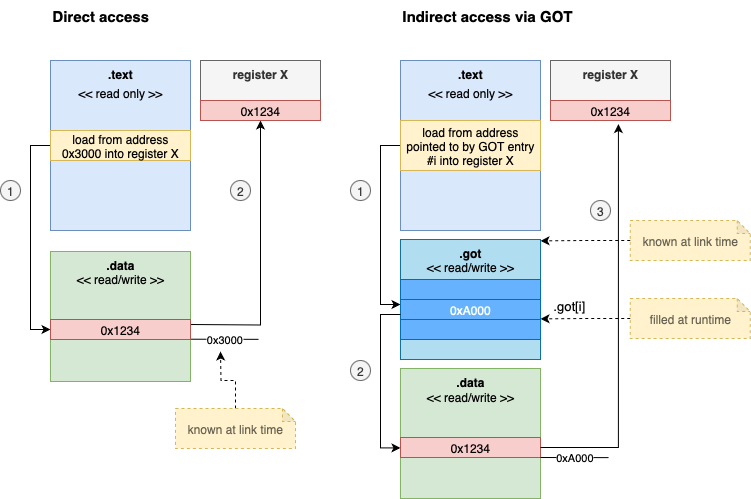 Direct access
.text
<< read only >>
load from address
0x3000 into register X
register X
0x1234
1
2
.data
<< read/write >>
0x1234
0x3000
known at link time
Indirect access via GOT
.text
<< read only >>
load from address
pointed to by GOT entry
#i into register X
register X
0x1234
1
3
.got
<< read/write >>
0xA000
.got[i]
known at link time
filled at runtime
2
.data
<< read/write >>
0x1234
0xA000